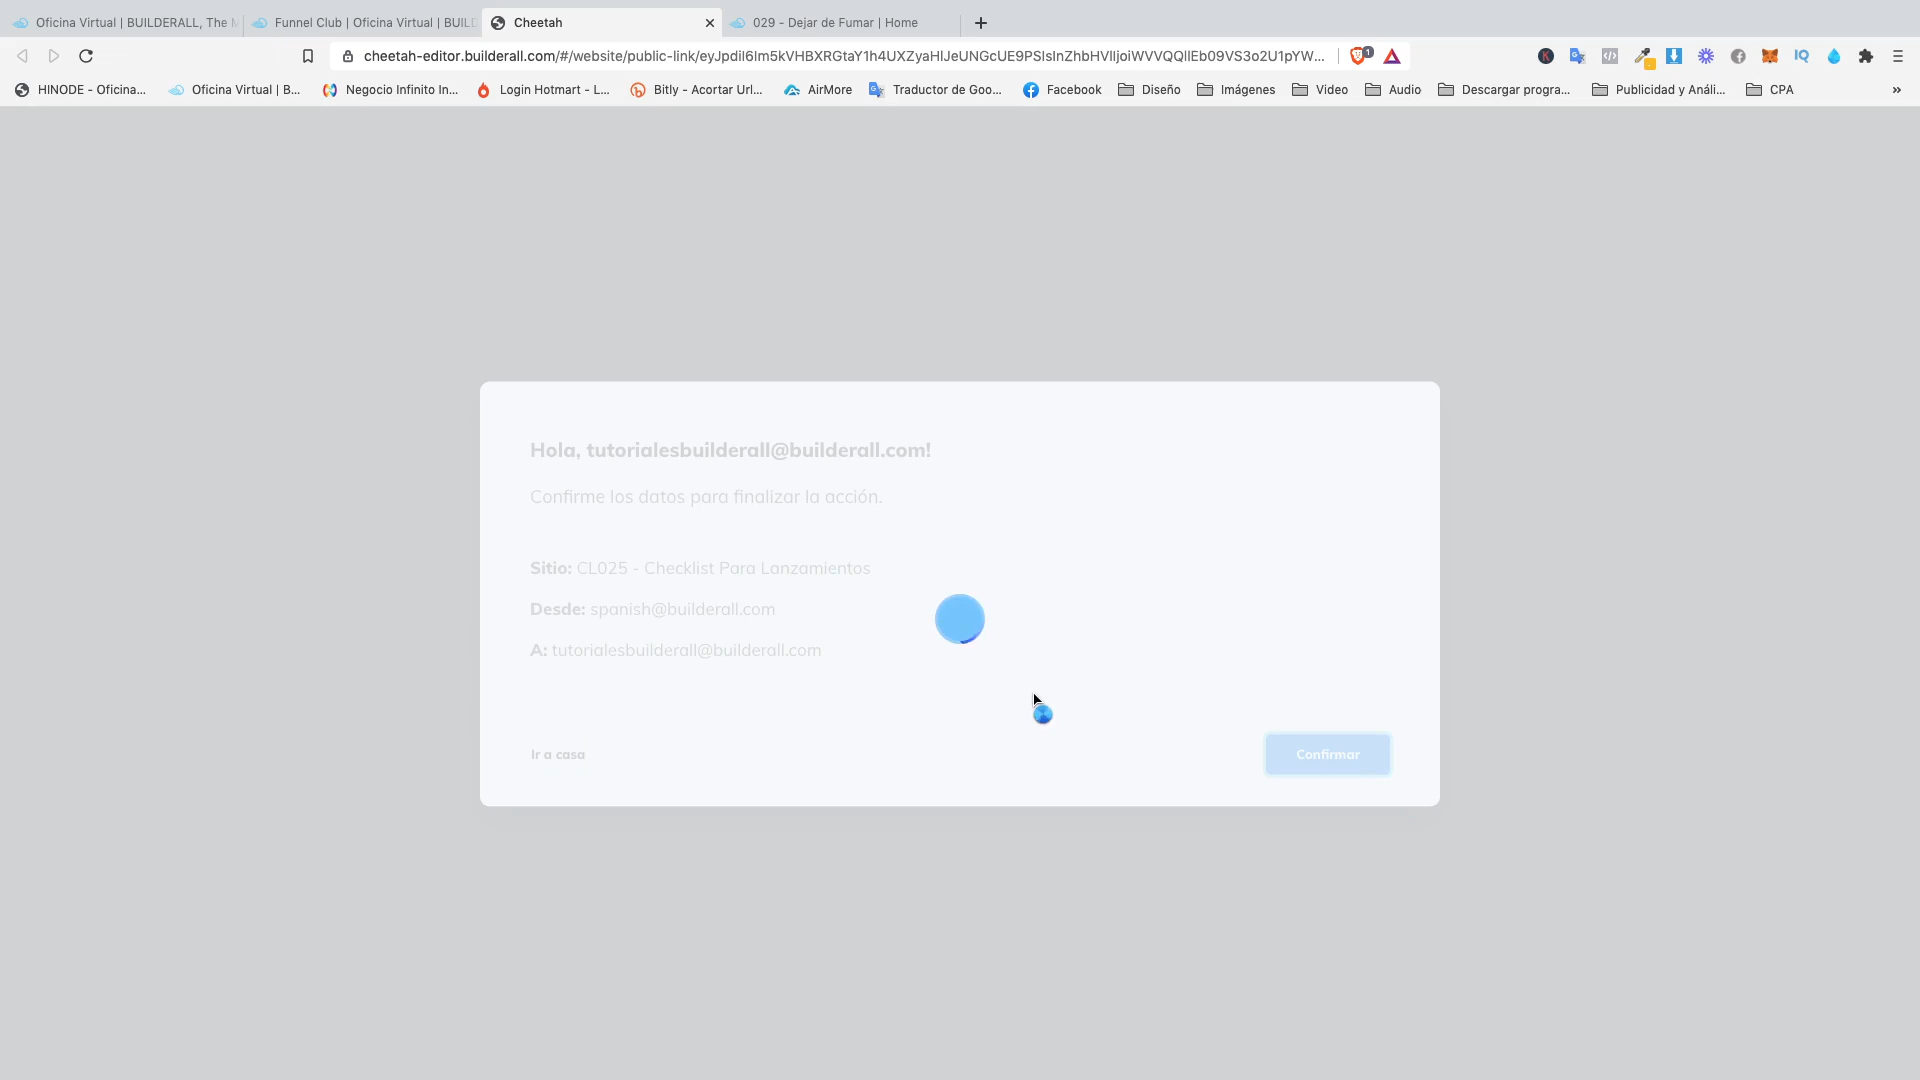 Oficina Virtual | BUILDERALL, The M
Funnel Club | Oficina Virtual | BUILD
Cheetah
029 - Dejar de Fumar | Home
cheetah-editor.builderall.com/#/website/public-link/eyJpdiI6Im5kVHBXRGtaY1h4UXZyaHlJeUNGcUE9PSIsInZhbHVlIjoiWVVQQllEb09VS3o2U1pYW...
1
HINODE - Oficina...
Oficina Virtual | B...
Negocio Infinito In...
Login Hotmart - L...
Bitly - Acortar Url...
AirMore
Traductor de Goo...
Facebook
Diseño
Imágenes
Video
Audio
Descargar progra...
Publicidad y Análi...
CPA
»
Hola, tutorialesbuilderall@builderall.com!
Confirme los datos para finalizar la acción.
Sitio: CL025 - Checklist Para Lanzamientos
Desde: spanish@builderall.com
A: tutorialesbuilderall@builderall.com
Ir a casa
Confirmar